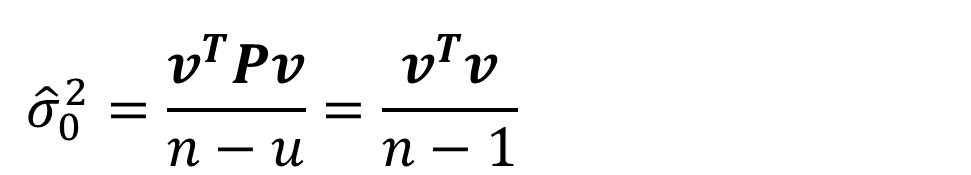 σ̂₀² = vᵀPv / (n − u) = vᵀv / (n − 1)